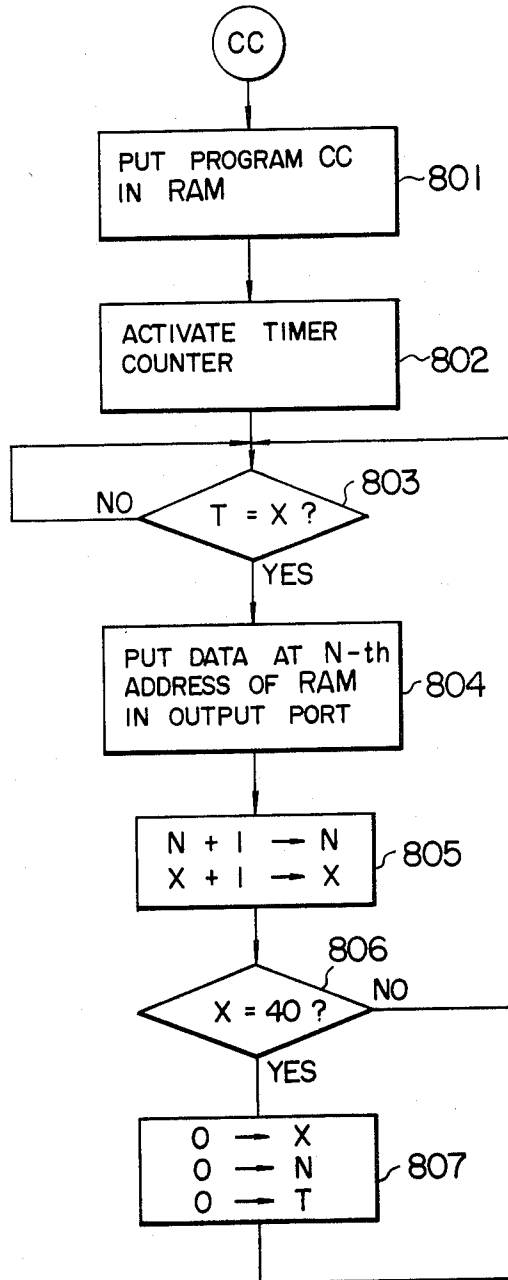 CC
PUT PROGRAM CC
IN RAM
801
ACTIVATE TIMER
COUNTER
802
803
NO
T = X ?
YES
PUT DATA AT N-th
ADDRESS OF RAM
IN OUTPUT PORT
804
N + 1 → N
X + 1 → X
805
806
NO
X = 40 ?
YES
0 → X
0 → N
0 → T
807